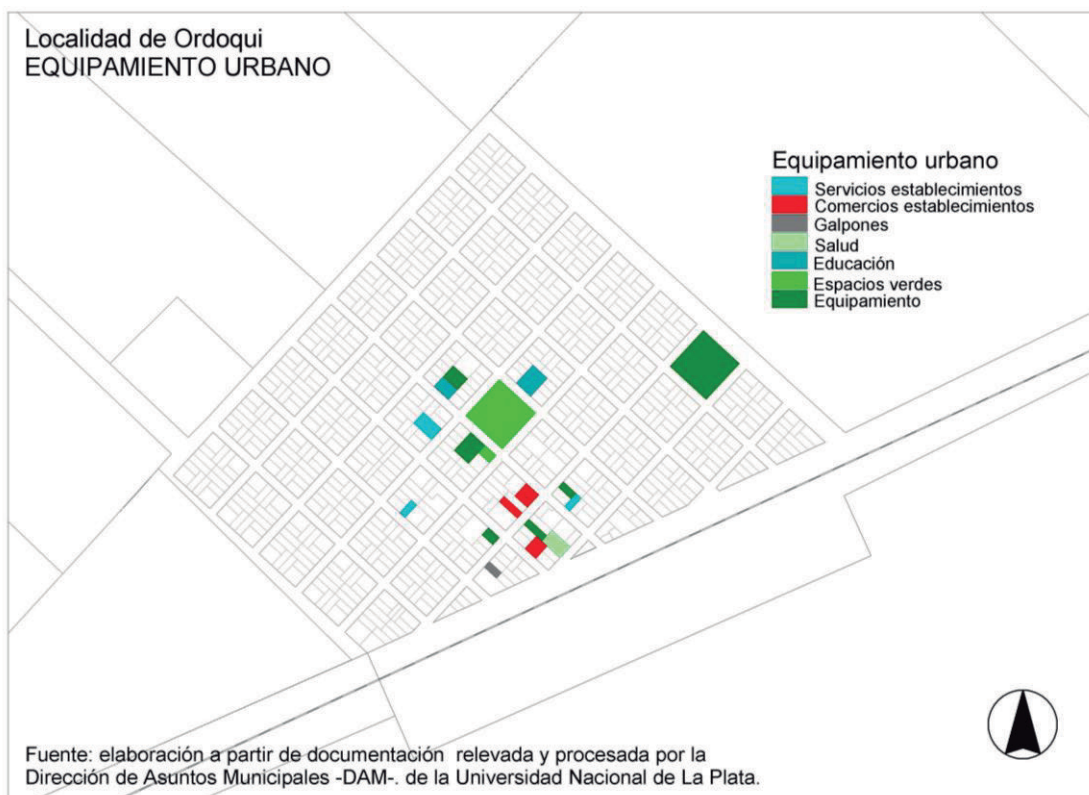 Localidad de Ordoqui
EQUIPAMIENTO URBANO
Equipamiento urbano
Servicios establecimientos
Comercios establecimientos
Galpones
Salud
Educación
Espacios verdes
Equipamiento
Fuente: elaboración a partir de documentación relevada y procesada por la
Dirección de Asuntos Municipales -DAM-. de la Universidad Nacional de La Plata.